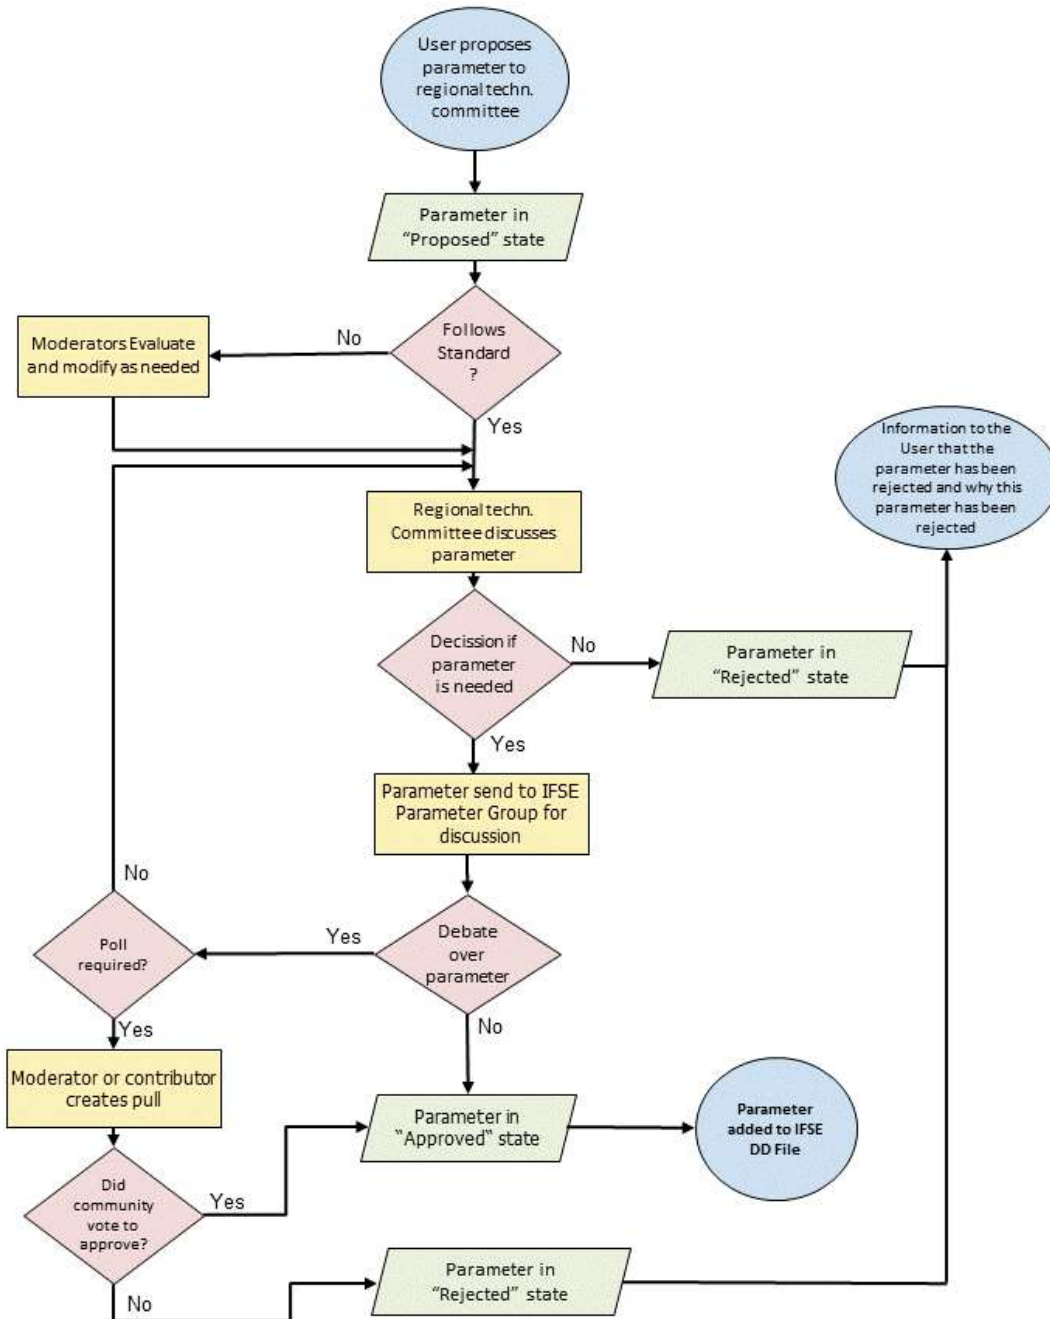 User proposes
parameter to
regional techn.
committee
Parameter in
“Proposed” state
No
Follows
Standard
?
Moderators Evaluate
and modify as needed
Yes
Information to the
User that the
parameter has been
rejected and why this
parameter has been
rejected
Regional techn.
Committee discusses
parameter
Decission if
parameter
is needed
No
Parameter in
“Rejected” state
Yes
Parameter send to IFSE
Parameter Group for
discussion
No
Poll
required?
Yes
Debate
over
parameter
No
Yes
Moderator or contributor
creates pull
Parameter in
“Approved” state
Parameter
added to IFSE
DD File
Did
community
vote to
approve?
Yes
No
Parameter in
“Rejected” state